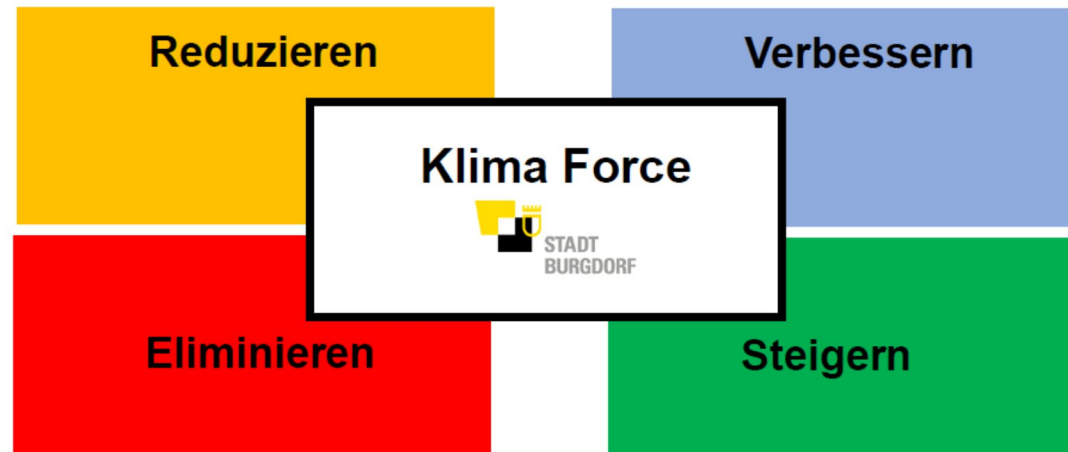 Reduzieren
Verbessern
Klima Force
STADT
BURGDORF
Eliminieren
Steigern